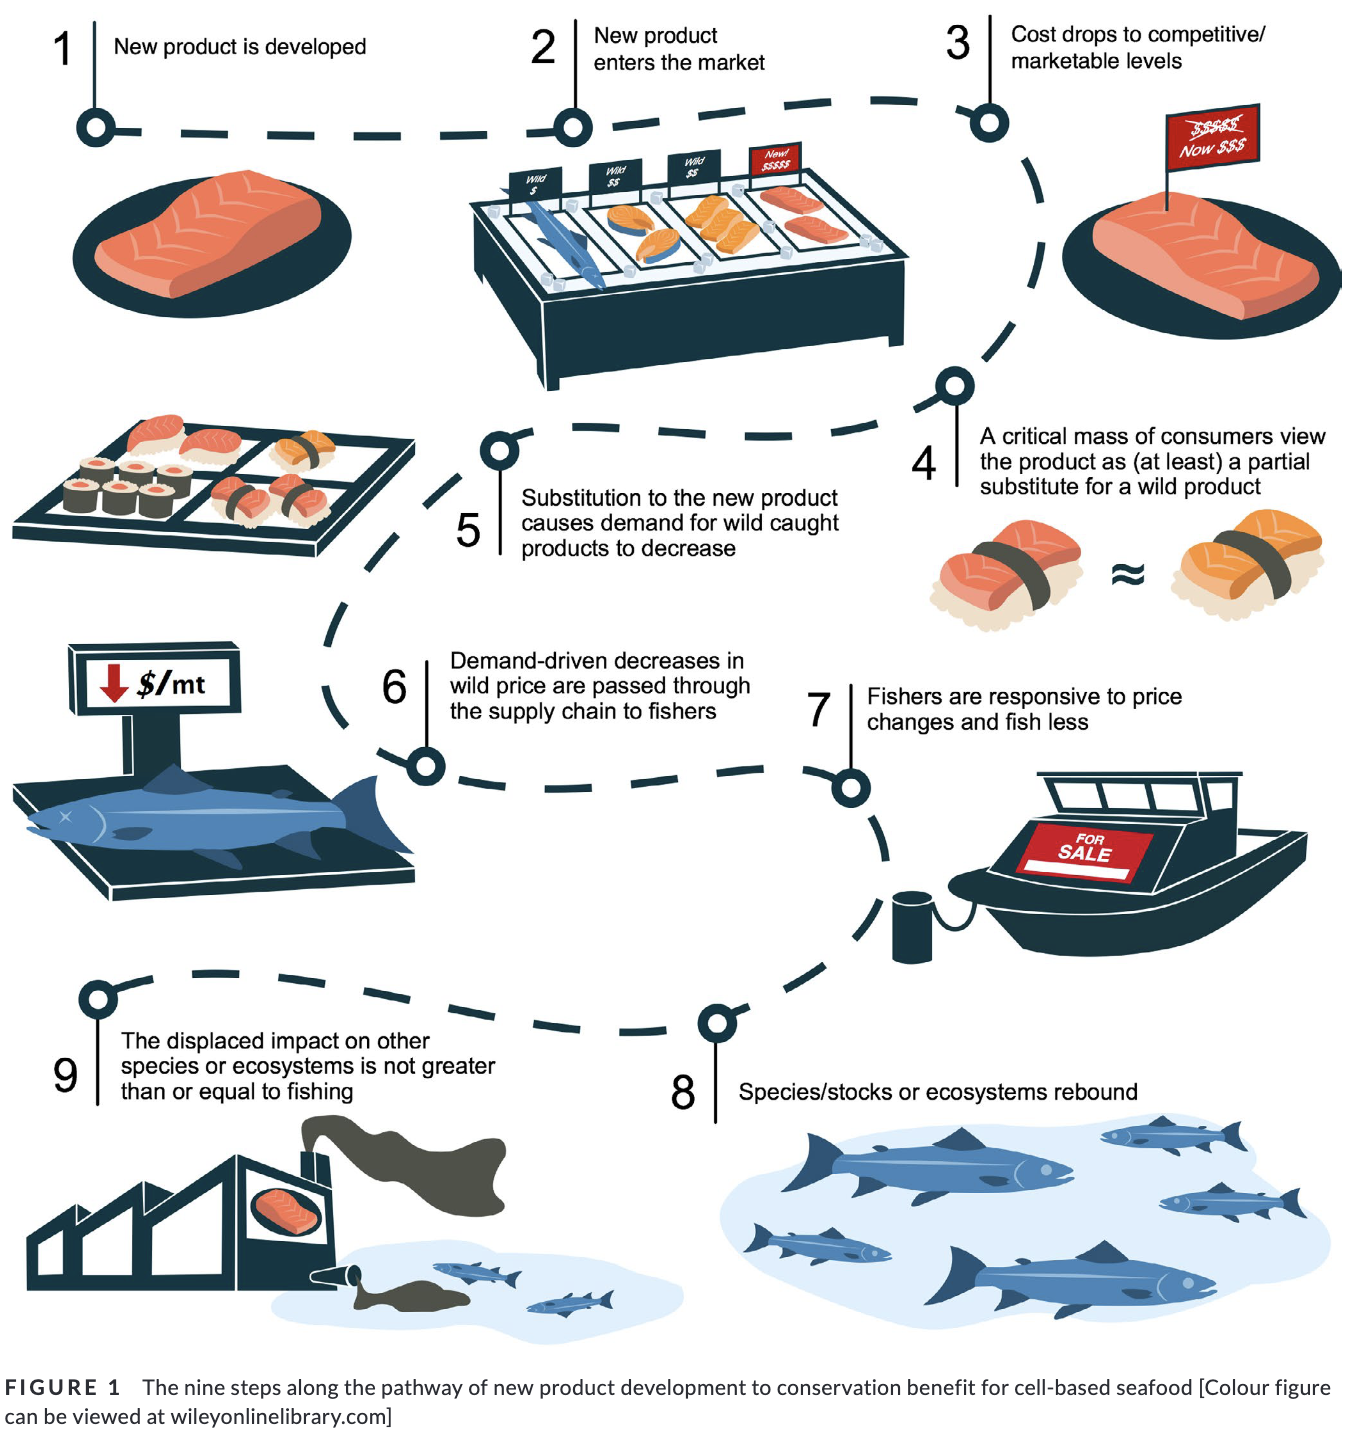 1
New product is developed
2
New product
enters the market
3
Cost drops to competitive/
marketable levels
$$$$$
Now $$$
Wild
$
Wild
$$
Wild
$$
New!
$$$$$
4
A critical mass of consumers view
the product as (at least) a partial
substitute for a wild product
≈
5
Substitution to the new product
causes demand for wild caught
products to decrease
6
Demand-driven decreases in
wild price are passed through
the supply chain to fishers
$/mt
7
Fishers are responsive to price
changes and fish less
FOR
SALE
8
Species/stocks or ecosystems rebound
9
The displaced impact on other
species or ecosystems is not greater
than or equal to fishing
FIGURE 1 The nine steps along the pathway of new product development to conservation benefit for cell-based seafood [Colour figure
can be viewed at wileyonlinelibrary.com]